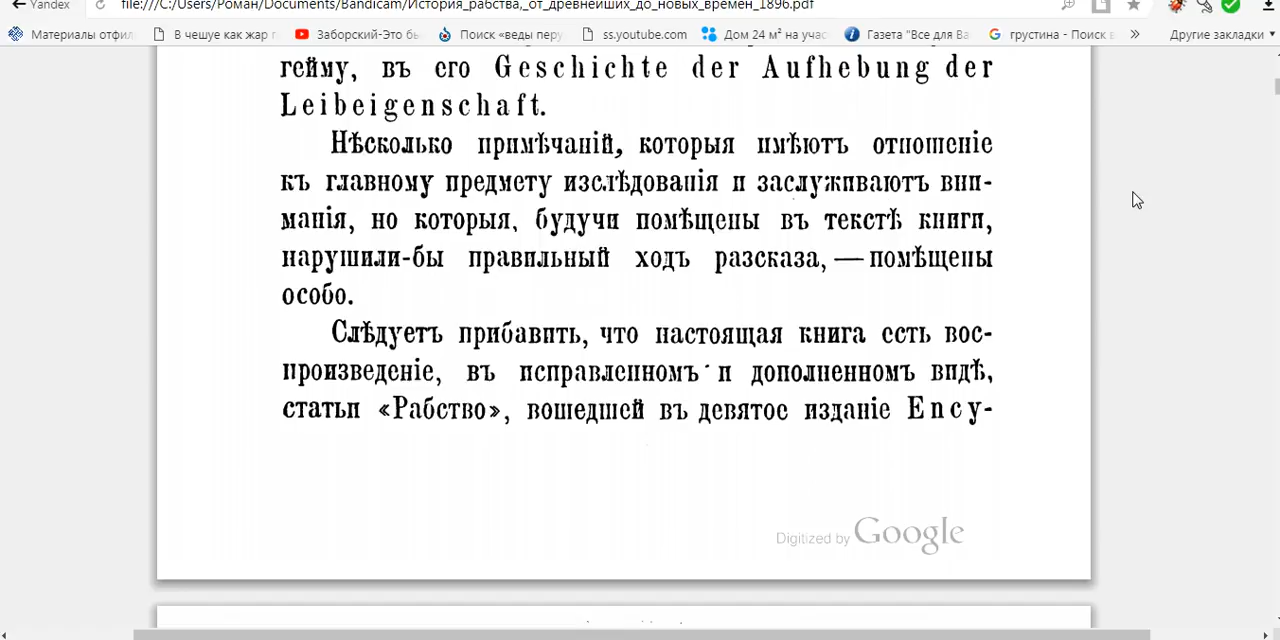 Yandex file:///C:/Users/Роман/Documents/Bandicam/История_рабства,_от_древнейших_до_новых_времен_1896.pdf
Материалы отфил В чешуе как жар г Заборский-Это бы Поиск «веды перу ss.youtube.com Дом 24 м² на учас Газета "Все для Ва грустина - Поиск в » Другие закладки
гейму, въ его Geschichte der Aufhebung der
Leibeigenschaft.
Нѣсколько примѣчаній, которыя имѣютъ отношеніе
къ главному предмету изслѣдованія и заслуживаютъ вни-
манія, но которыя, будучи помѣщены въ текстѣ книги,
нарушили-бы правильный ходъ разсказа, — помѣщены
особо.
Слѣдуетъ прибавить, что настоящая книга есть вос-
произведеніе, въ исправленномъ и дополненномъ видѣ,
статьи «Рабство», вошедшей въ девятое изданіе Ency-
Digitized by Google